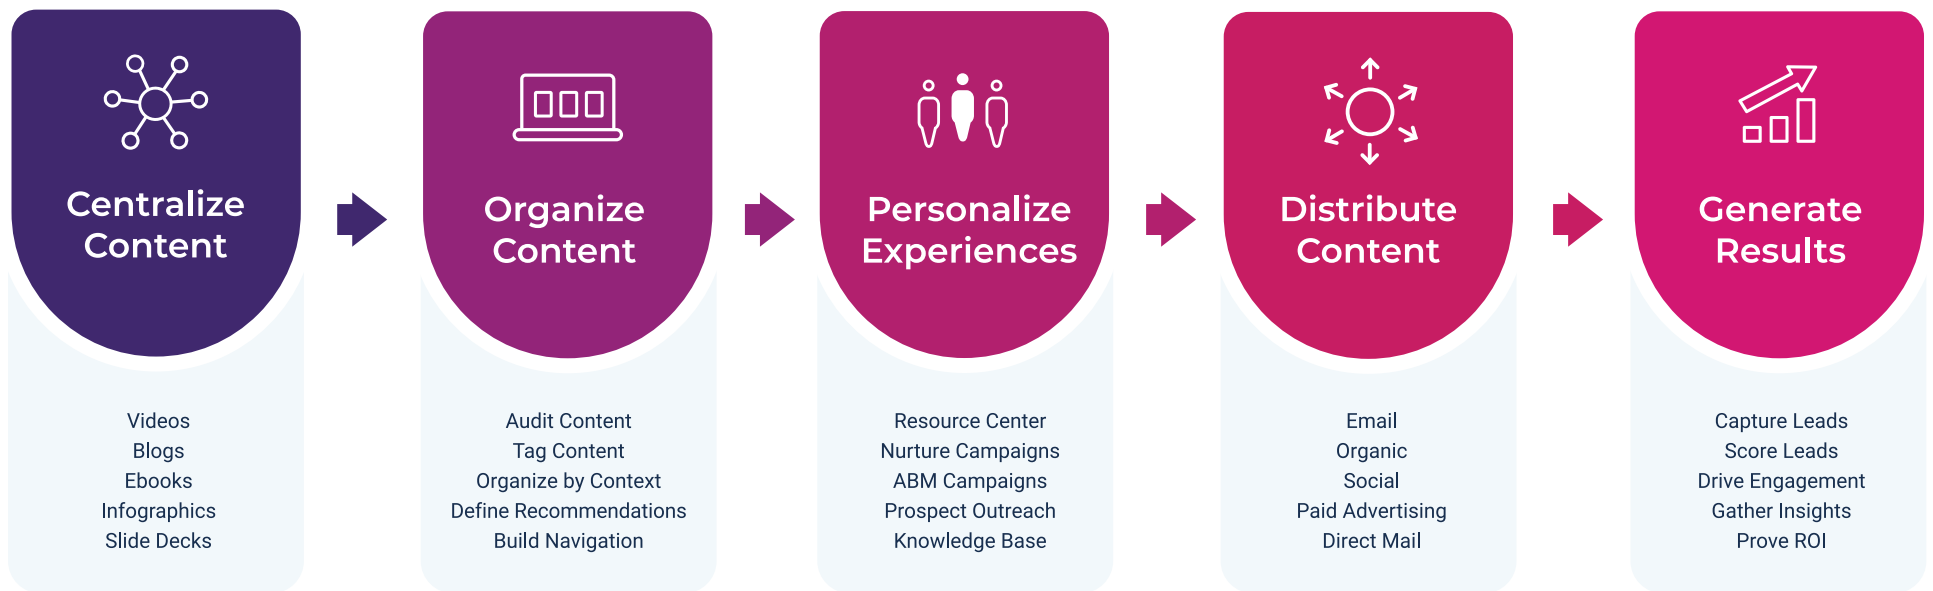 Centralize
Content
Videos
Blogs
Ebooks
Infographics
Slide Decks
Organize
Content
Audit Content
Tag Content
Organize by Context
Define Recommendations
Build Navigation
Personalize
Experiences
Resource Center
Nurture Campaigns
ABM Campaigns
Prospect Outreach
Knowledge Base
Distribute
Content
Email
Organic
Social
Paid Advertising
Direct Mail
Generate
Results
Capture Leads
Score Leads
Drive Engagement
Gather Insights
Prove ROI